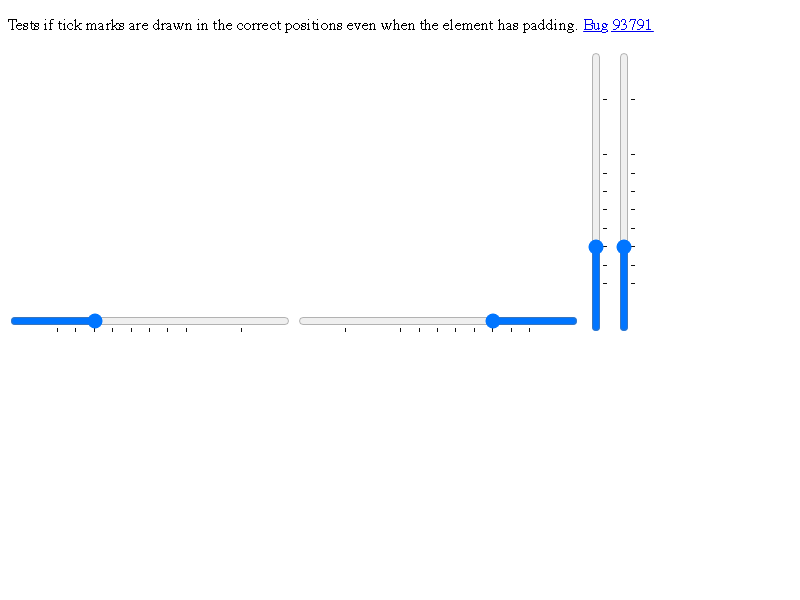 Tests if tick marks are drawn in the correct positions even when the element has padding. Bug 93791